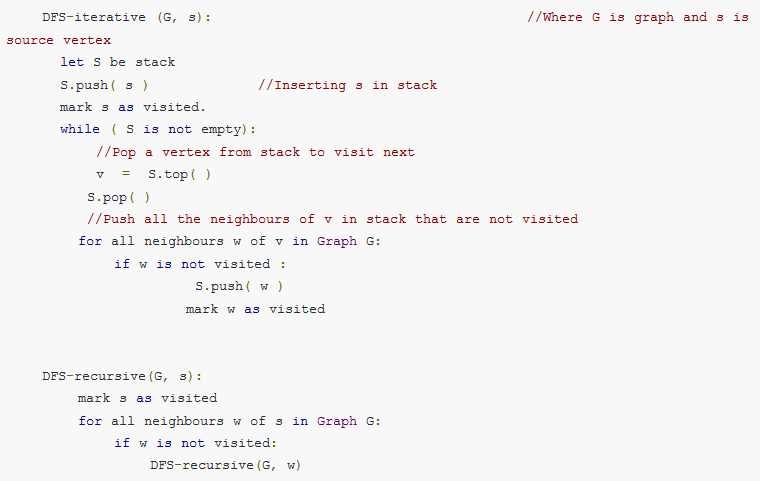 DFS-iterative (G, s):                                   //Where G is graph and s is
source vertex
      let S be stack
      S.push( s )            //Inserting s in stack
      mark s as visited.
      while ( S is not empty):
          //Pop a vertex from stack to visit next
          v  =  S.top( )
         S.pop( )
         //Push all the neighbours of v in stack that are not visited
        for all neighbours w of v in Graph G:
            if w is not visited :
                     S.push( w )
                    mark w as visited
    DFS-recursive(G, s):
        mark s as visited
        for all neighbours w of s in Graph G:
            if w is not visited:
                DFS-recursive(G, w)